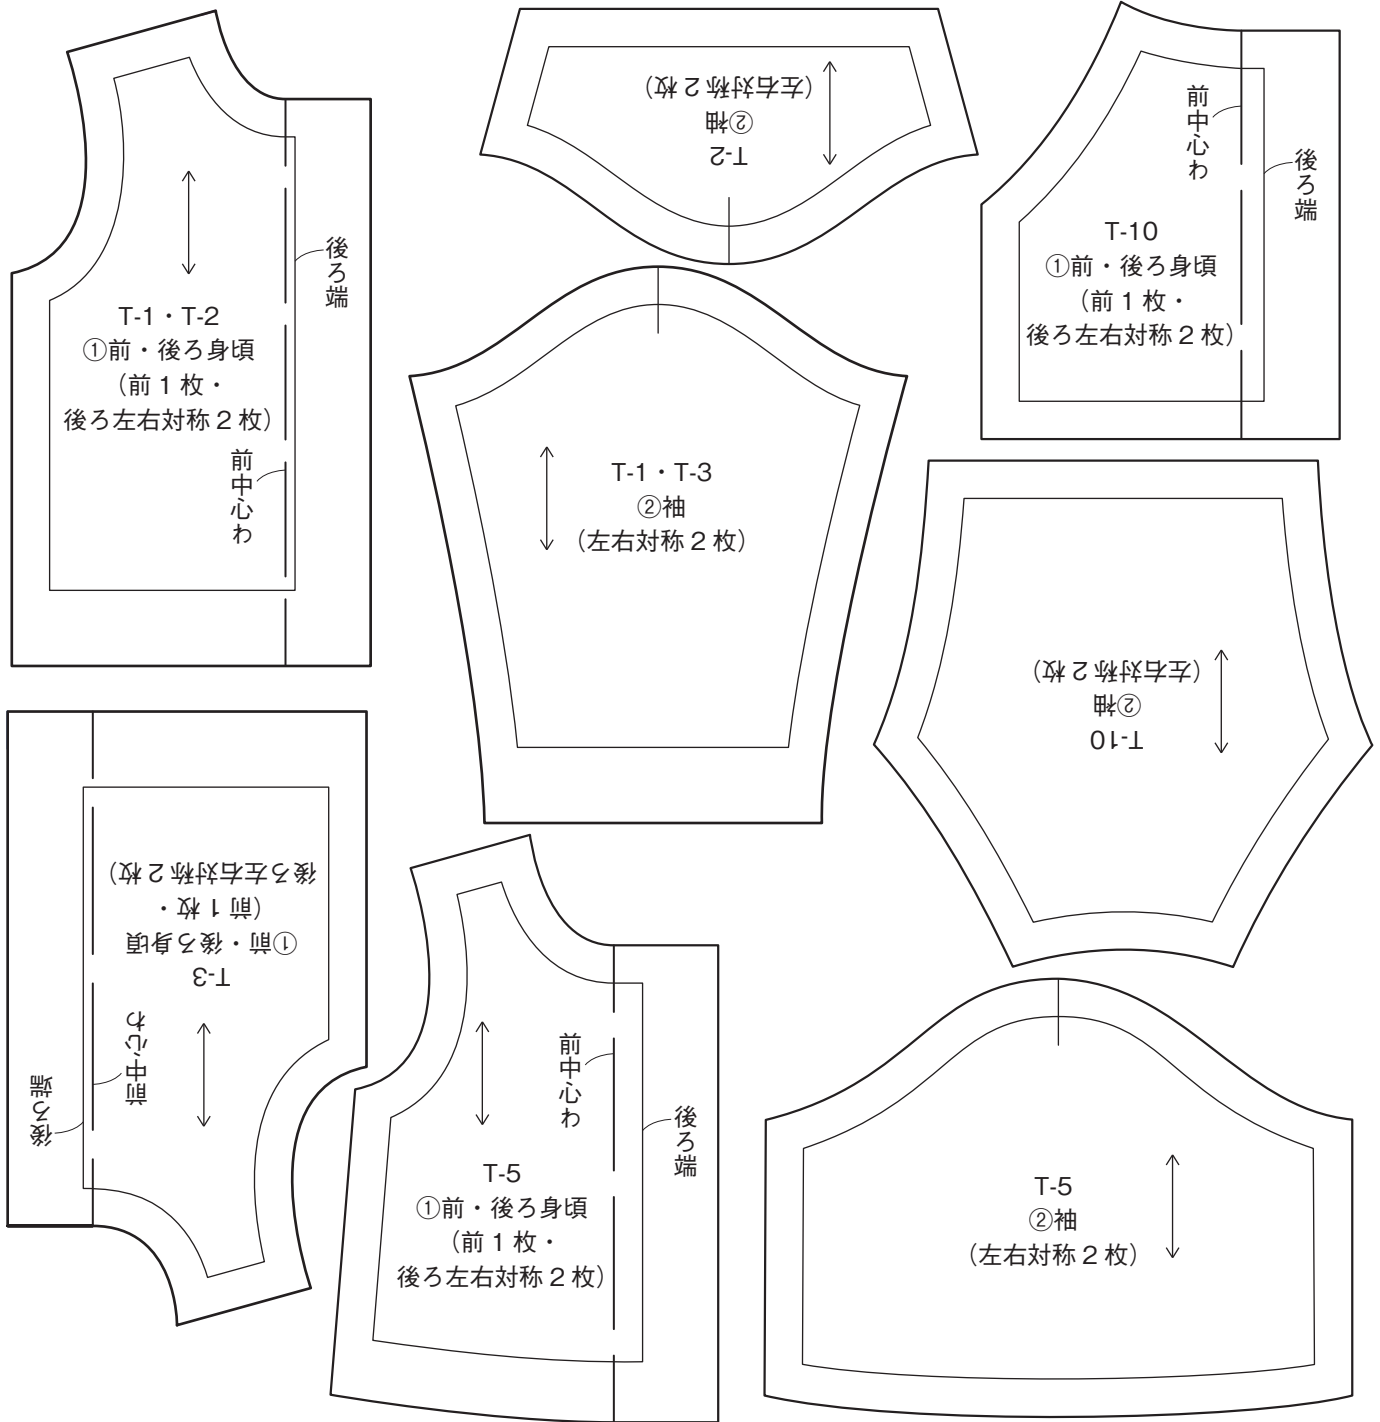 T-1・T-2
①前・後ろ身頃
（前 1 枚・
後ろ左右対称 2 枚）
前中心わ
後ろ端
T-2
②袖
（左右対称 2 枚）
T-10
①前・後ろ身頃
（前 1 枚・
後ろ左右対称 2 枚）
前中心わ
後ろ端
T-1・T-3
②袖
（左右対称 2 枚）
T-10
②袖
（左右対称 2 枚）
T-3
①前・後ろ身頃
（前 1 枚・
後ろ左右対称 2 枚）
前中心わ
後ろ端
T-5
①前・後ろ身頃
（前 1 枚・
後ろ左右対称 2 枚）
前中心わ
後ろ端
T-5
②袖
（左右対称 2 枚）